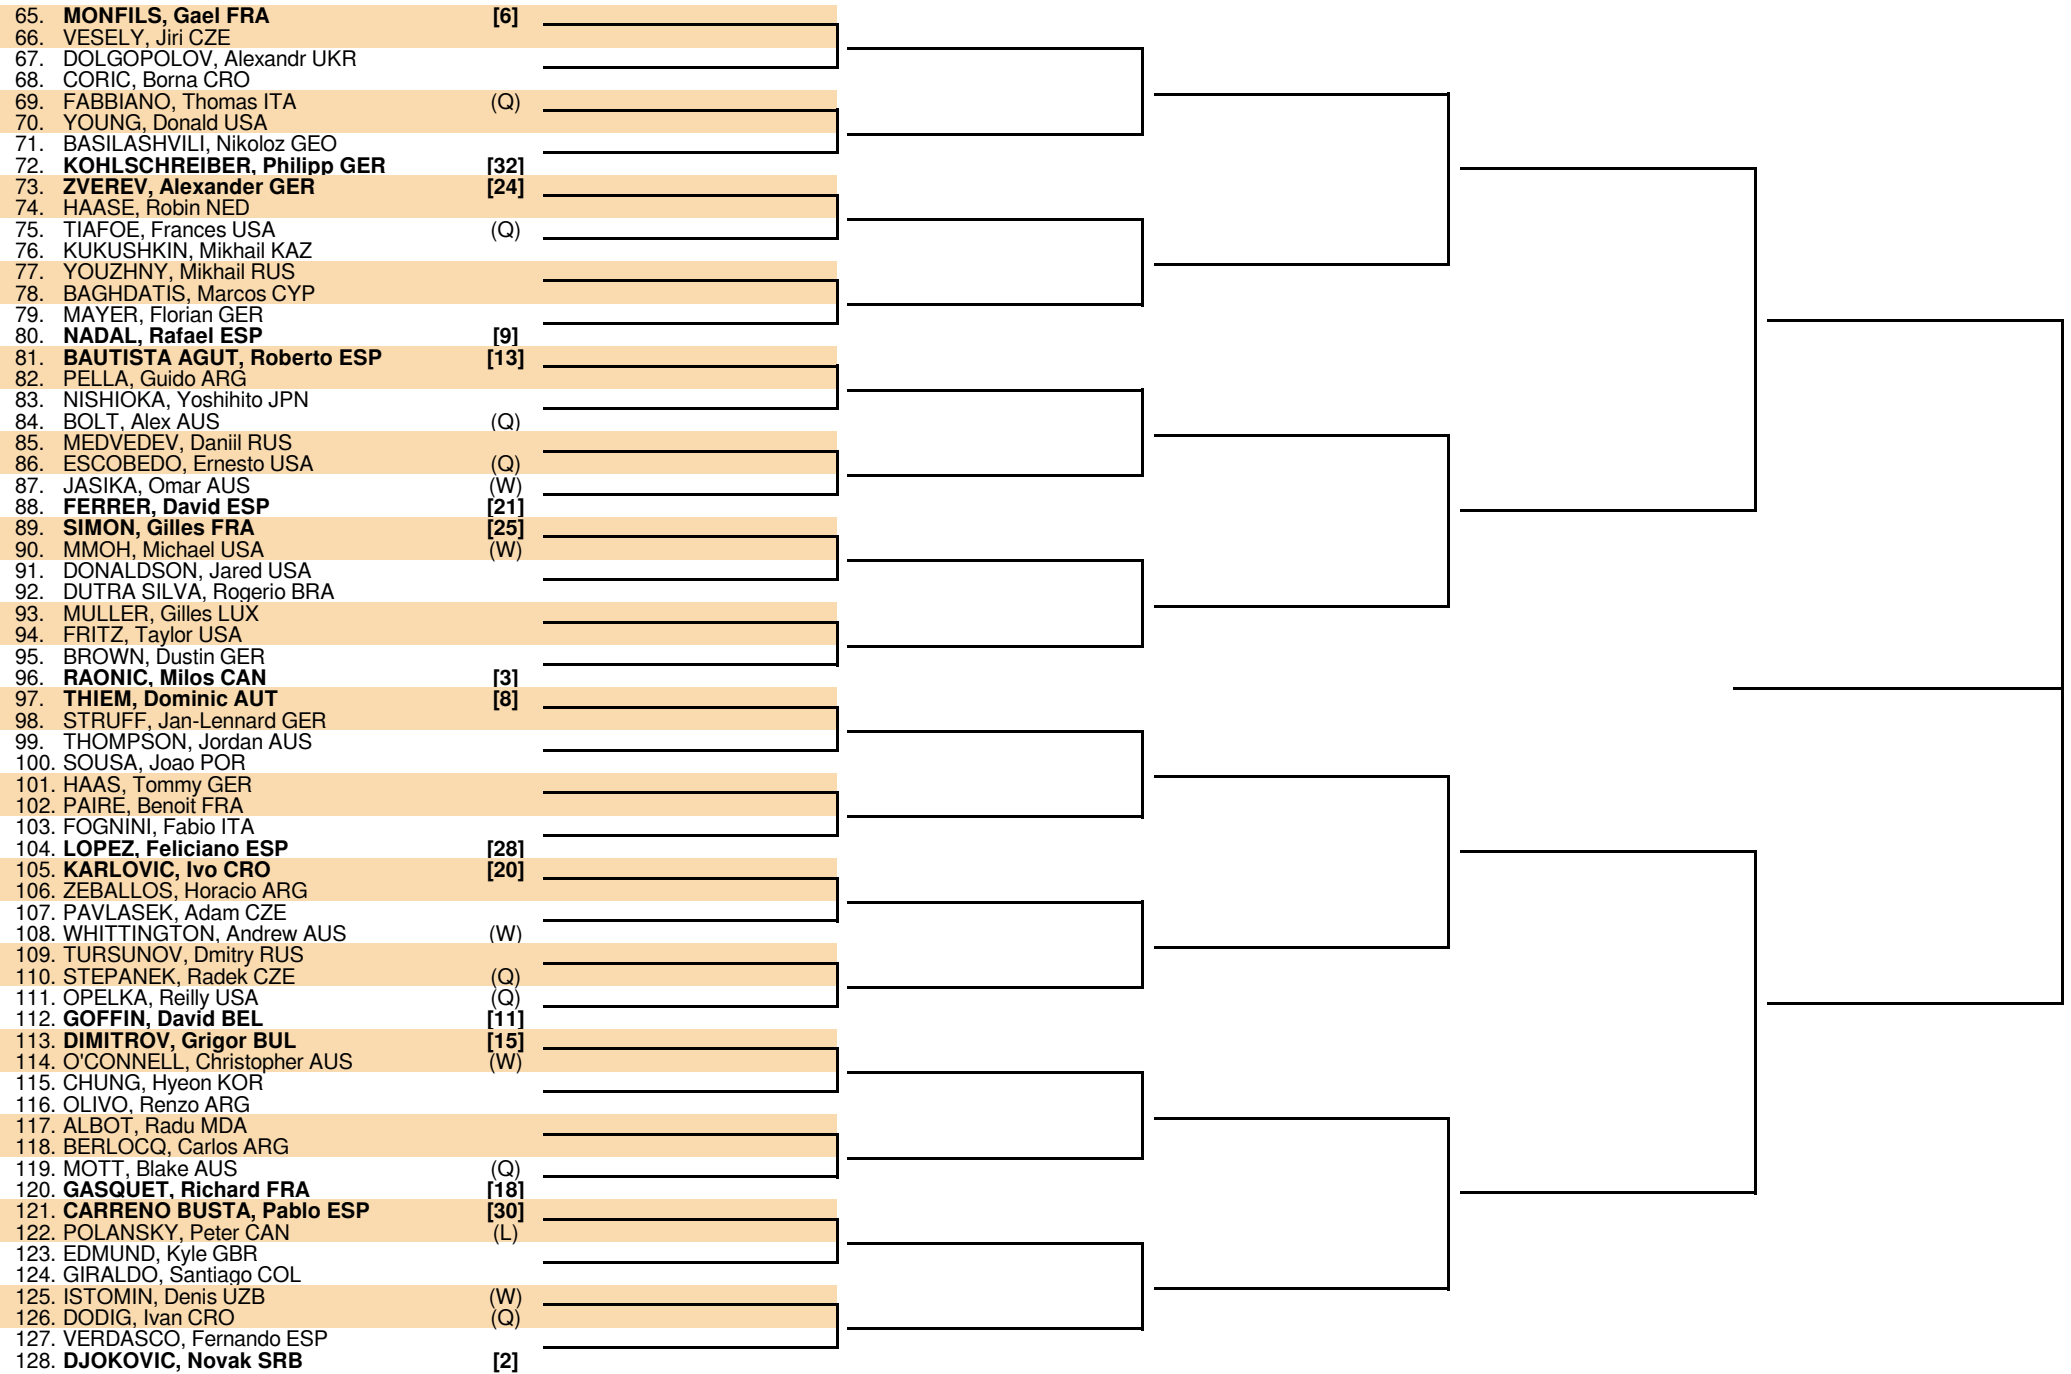 65. MONFILS, Gael FRA [6]
66. VESELY, Jiri CZE
67. DOLGOPOLOV, Alexandr UKR
68. CORIC, Borna CRO
69. FABBIANO, Thomas ITA (Q)
70. YOUNG, Donald USA
71. BASILASHVILI, Nikoloz GEO
72. KOHLSCHREIBER, Philipp GER [32]
73. ZVEREV, Alexander GER [24]
74. HAASE, Robin NED
75. TIAFOE, Frances USA (Q)
76. KUKUSHKIN, Mikhail KAZ
77. YOUZHNY, Mikhail RUS
78. BAGHDATIS, Marcos CYP
79. MAYER, Florian GER
80. NADAL, Rafael ESP [9]
81. BAUTISTA AGUT, Roberto ESP [13]
82. PELLA, Guido ARG
83. NISHIOKA, Yoshihito JPN
84. BOLT, Alex AUS (Q)
85. MEDVEDEV, Daniil RUS
86. ESCOBEDO, Ernesto USA (Q)
87. JASIKA, Omar AUS (W)
88. FERRER, David ESP [21]
89. SIMON, Gilles FRA [25]
90. MMOH, Michael USA (W)
91. DONALDSON, Jared USA
92. DUTRA SILVA, Rogerio BRA
93. MULLER, Gilles LUX
94. FRITZ, Taylor USA
95. BROWN, Dustin GER
96. RAONIC, Milos CAN [3]
97. THIEM, Dominic AUT [8]
98. STRUFF, Jan-Lennard GER
99. THOMPSON, Jordan AUS
100. SOUSA, Joao POR
101. HAAS, Tommy GER
102. PAIRE, Benoit FRA
103. FOGNINI, Fabio ITA
104. LOPEZ, Feliciano ESP [28]
105. KARLOVIC, Ivo CRO [20]
106. ZEBALLOS, Horacio ARG
107. PAVLASEK, Adam CZE
108. WHITTINGTON, Andrew AUS (W)
109. TURSUNOV, Dmitry RUS
110. STEPANEK, Radek CZE (Q)
111. OPELKA, Reilly USA (Q)
112. GOFFIN, David BEL [11]
113. DIMITROV, Grigor BUL [15]
114. O'CONNELL, Christopher AUS (W)
115. CHUNG, Hyeon KOR
116. OLIVO, Renzo ARG
117. ALBOT, Radu MDA
118. BERLOCQ, Carlos ARG
119. MOTT, Blake AUS (Q)
120. GASQUET, Richard FRA [18]
121. CARRENO BUSTA, Pablo ESP [30]
122. POLANSKY, Peter CAN (L)
123. EDMUND, Kyle GBR
124. GIRALDO, Santiago COL
125. ISTOMIN, Denis UZB (W)
126. DODIG, Ivan CRO (Q)
127. VERDASCO, Fernando ESP
128. DJOKOVIC, Novak SRB [2]